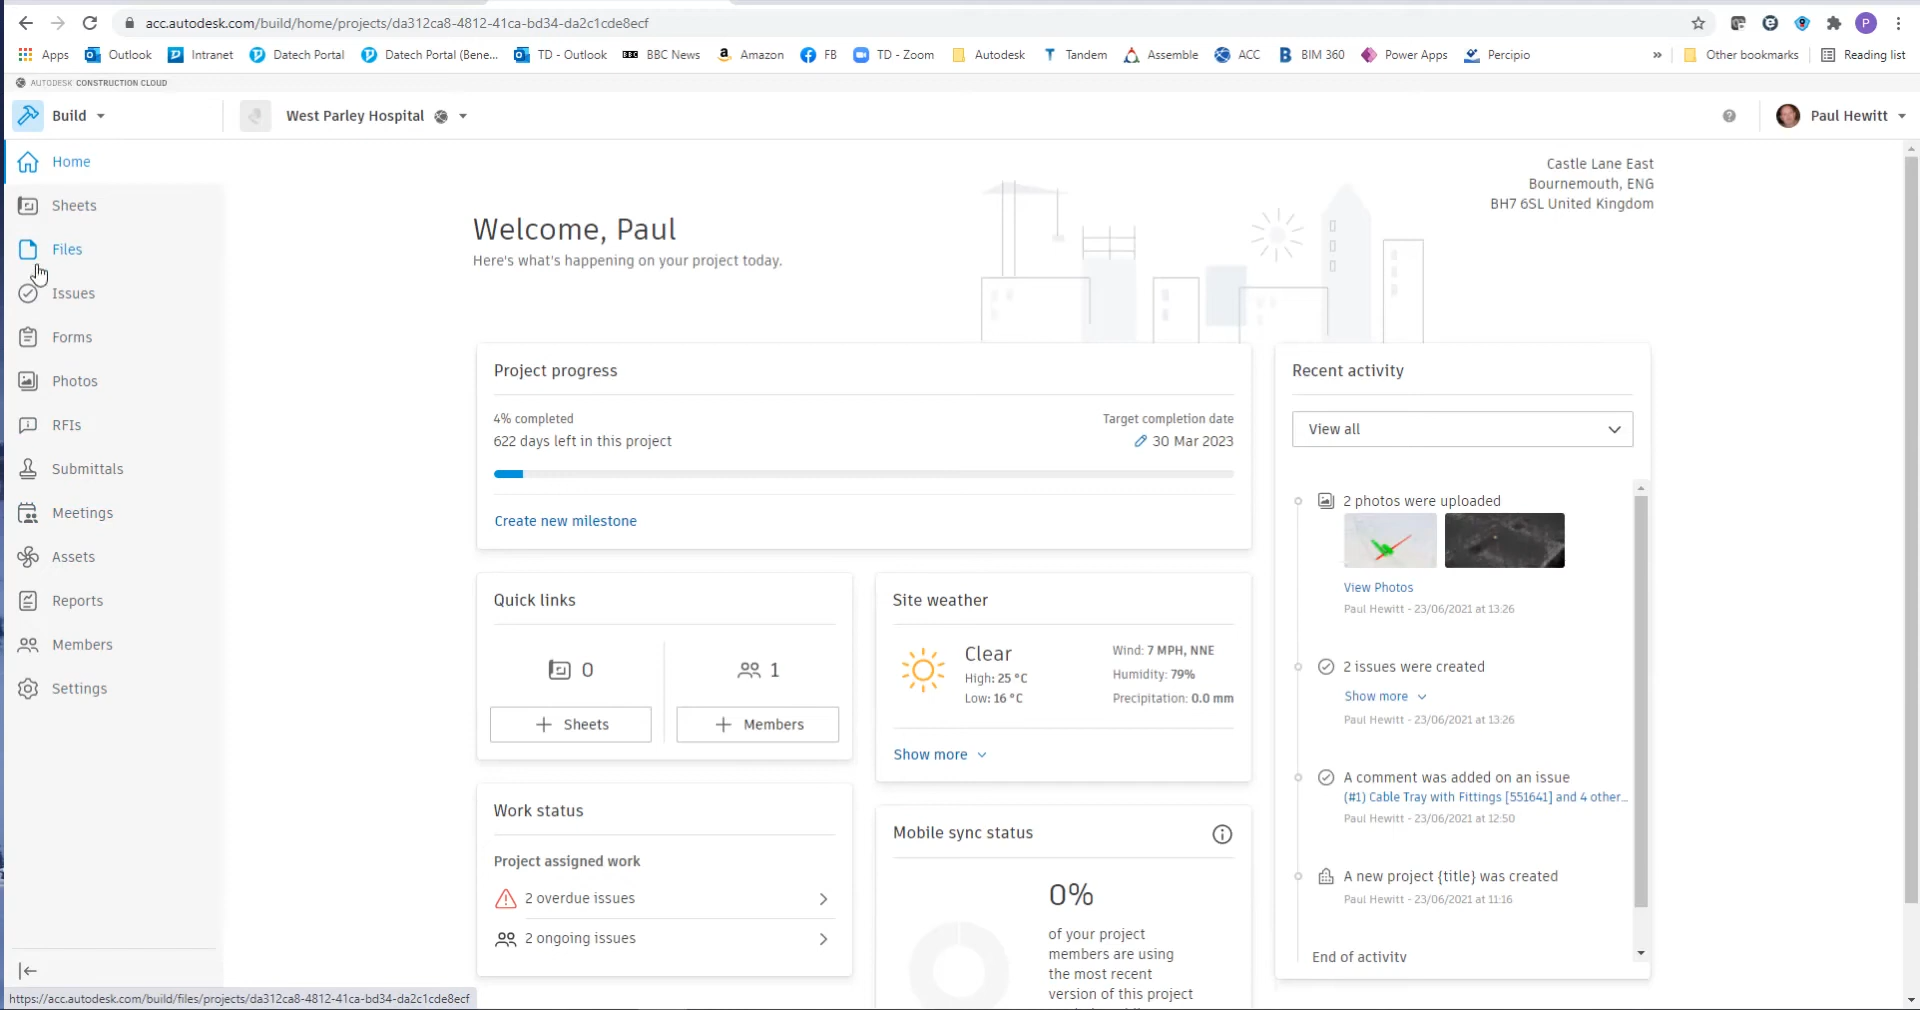 acc.autodesk.com/build/home/projects/da312ca8-4812-41ca-bd34-da2c1cde8ecf
Apps Outlook Intranet Datech Portal Datech Portal (Bene... TD - Outlook BBC BBC News Amazon FB TD - Zoom Autodesk Tandem Assemble ACC BIM 360 Power Apps Percipio » Other bookmarks Reading list
AUTODESK CONSTRUCTION CLOUD
Build West Parley Hospital Paul Hewitt
Home
Sheets
Files
Issues
Forms
Photos
RFIs
Submittals
Meetings
Assets
Reports
Members
Settings
Castle Lane East
Bournemouth, ENG
BH7 6SL United Kingdom
Welcome, Paul
Here's what's happening on your project today.
Project progress
4% completed
622 days left in this project
Target completion date
30 Mar 2023
Create new milestone
Quick links
0
1
+ Sheets
+ Members
Site weather
Clear
High: 25 °C
Low: 16 °C
Wind: 7 MPH, NNE
Humidity: 79%
Precipitation: 0.0 mm
Show more
Work status
Project assigned work
2 overdue issues
2 ongoing issues
Mobile sync status
0%
of your project
members are using
the most recent
version of this project
Recent activity
View all
2 photos were uploaded
View Photos
Paul Hewitt - 23/06/2021 at 13:26
2 issues were created
Show more
Paul Hewitt - 23/06/2021 at 13:26
A comment was added on an issue
(#1) Cable Tray with Fittings [551641] and 4 other...
Paul Hewitt - 23/06/2021 at 12:50
A new project {title} was created
Paul Hewitt - 23/06/2021 at 11:16
End of activity
https://acc.autodesk.com/build/files/projects/da312ca8-4812-41ca-bd34-da2c1cde8ecf